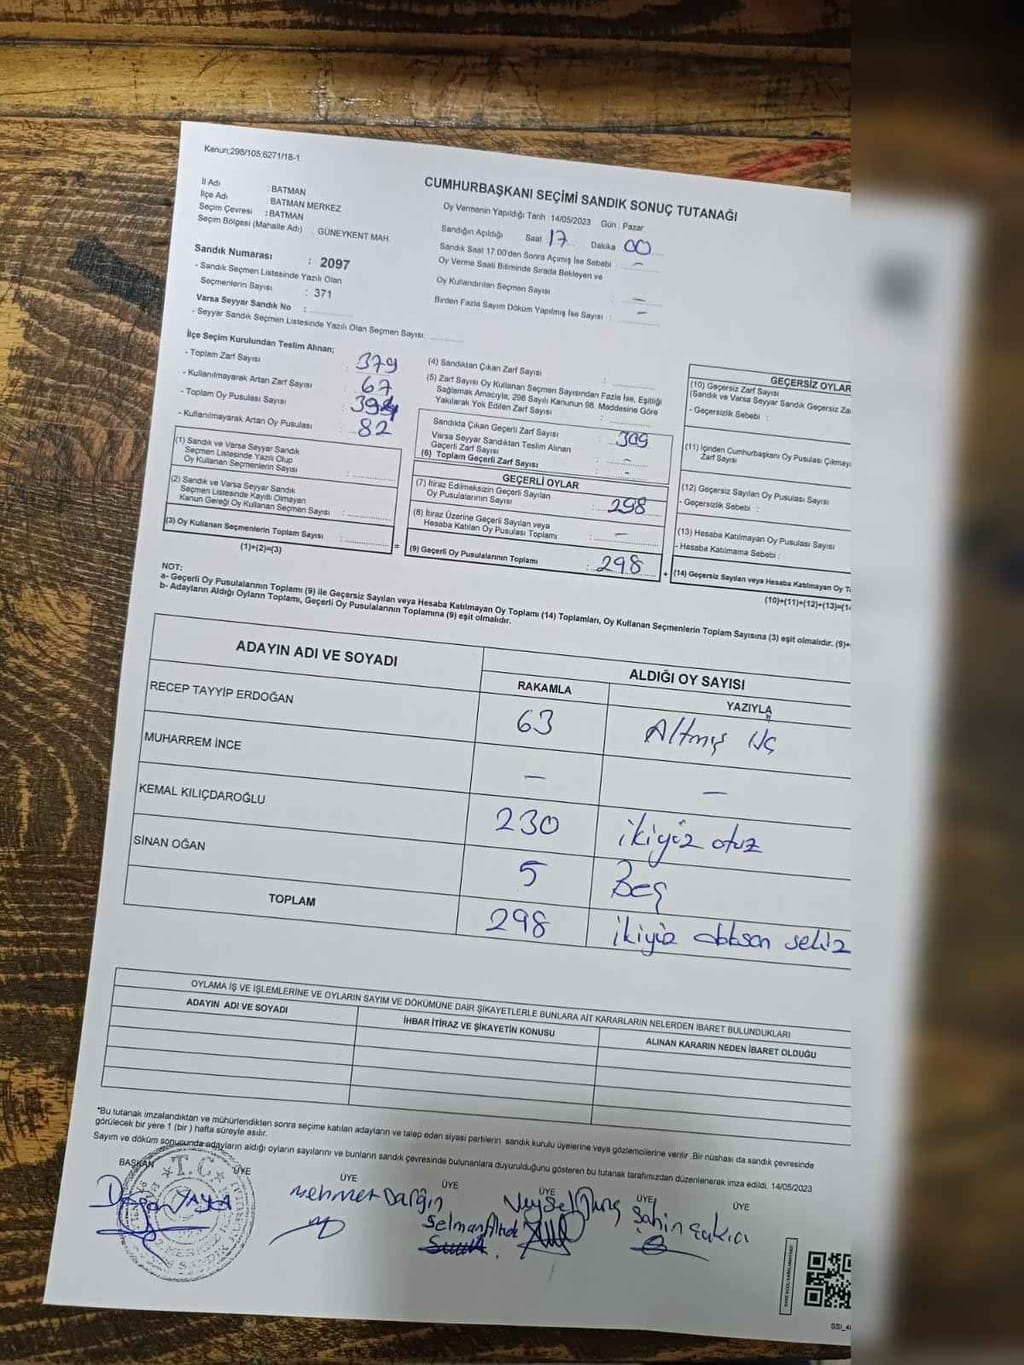 Kanun;298/105;6271/18-1
CUMHURBAŞKANI SEÇİMİ SANDIK SONUÇ TUTANAĞI
İl Adı : BATMAN
İlçe Adı : BATMAN MERKEZ
Seçim Çevresi : BATMAN
Seçim Bölgesi (Mahalle Adı) . GÜNEYKENT MAH.
Sandık Numarası : 2097
- Sandık Seçmen Listesinde Yazılı Olan
Seçmenlerin Sayısı : 371
Varsa Seyyar Sandık No :
- Seyyar Sandık Seçmen Listesinde Yazılı Olan Seçmen Sayısı:
Oy Vermenin Yapıldığı Tarih :14/05/2023 Gün : Pazar
Sandığın Açıldığı Saat 17 Dakika 00
Sandık Saat 17.00'den Sonra Açımış İse Sebebi : -
Oy Verme Saati Bitiminde Sırada Bekleyen ve
Oy Kullandırılan Seçmen Sayısı : -
Birden Fazla Sayım Döküm Yapılmış İse Sayısı : -
İlçe Seçim Kurulundan Teslim Alınan;
- Toplam Zarf Sayısı : 379
- Kullanılmayarak Artan Zarf Sayısı : 67
- Toplam Oy Pusulası Sayısı :
- Kullanılmayarak Artan Oy Pusulası : 82
(1) Sandık ve Varsa Seyyar Sandık
Seçmen Listesinde Yazılı Olup
Oy Kullanan Seçmenlerin Sayısı :
(2) Sandık ve Varsa Seyyar Sandık
Seçmen Listesinde Kayıtlı Olmayan
Kanun Gereği Oy Kullanan Seçmen Sayısı :
(3) Oy Kullanan Seçmenlerin Toplam Sayısı :
(1)+(2)=(3)
=
(4) Sandıktan Çıkan Zarf Sayısı :
(5) Zarf Sayısı Oy Kullanan Seçmen Sayısından Fazla İse, Eşitliği
Sağlamak Amacıyla; 298 Sayılı Kanunun 98. Maddesine Göre
Yakılarak Yok Edilen Zarf Sayısı :
Sandıkta Çıkan Geçerli Zarf Sayısı :
Varsa Seyyar Sandıktan Teslim Alınan
Geçerli Zarf Sayısı : -
(6) Toplam Geçerli Zarf Sayısı : -
GEÇERLİ OYLAR
(7) İtiraz Edilmeksizin Geçerli Sayılan
Oy Pusulalarının Sayısı : 298
(8) İtiraz Üzerine Geçerli Sayılan veya
Hesaba Katılan Oy Pusulası Toplamı : -
(9) Geçerli Oy Pusulalarının Toplamı : 298
+
GEÇERSİZ OYLAR
(10) Geçersiz Zarf Sayısı
(Sandık ve Varsa Seyyar Sandık Geçersiz
- Geçersizlik Sebebi :
(11) İçinden Cumhurbaşkanı Oy Pusulası
Zarf Sayısı
(12) Geçersiz Sayılan Oy Pusulası Sayısı
- Geçersizlik Sebebi :
(13) Hesaba Katılmayan Oy Pusulası Sayısı
- Hesaba Katılmama Sebebi :
(14) Geçersiz Sayılan veya Hesaba Katılmayan Oy
(10)+(11)+(12)+(13)=
NOT:
a- Geçerli Oy Pusulalarının Toplamı (9) ile Geçersiz Sayılan veya Hesaba Katılmayan Oy Toplamı (14) Toplamları, Oy Kullanan Seçmenlerin Toplam Sayısına (3) eşit olmalıdır. (9)+
b- Adayların Aldığı Oyların Toplamı, Geçerli Oy Pusulalarının Toplamına (9) eşit olmalıdır.
ADAYIN ADI VE SOYADI ALDIĞI OY SAYISI
RAKAMLA YAZIYLA
RECEP TAYYİP ERDOĞAN 63 Altmış üç
MUHARREM İNCE - -
KEMAL KILIÇDAROĞLU 230 ikiyüz otuz
SİNAN OĞAN 5 Beş
TOPLAM 298 ikiyüz doksan sekiz
OYLAMA İŞ VE İŞLEMLERİNE VE OYLARIN SAYIM VE DÖKÜMÜNE DAİR ŞİKAYETLERLE BUNLARA AİT KARARLARIN NELERDEN İBARET BULUNDUKLARI
ADAYIN ADI VE SOYADI İHBAR İTİRAZ VE ŞİKAYETİN KONUSU ALINAN KARARIN NEDEN İBARET OLDUĞU
*Bu tutanak imzalandıktan ve mühürlendikten sonra seçime katılan adayların ve talep eden siyasi partilerin sandık kurulu üyelerine veya gözlemcilerine verilir .Bir nüshası da sandık çevresinde
görülecek bir yere 1 (bir ) hafta süreyle asılır.
Sayım ve döküm sonucunda adayların aldığı oyların sayılarını ve bunların sandık çevresinde bulunanlara duyurulduğunu gösteren bu tutanak tarafımızdan düzenlenerek imza edildi. 14/05/2023
BAŞKAN ÜYE ÜYE ÜYE ÜYE ÜYE ÜYE
T.C.
Mehmet Dargın
Şahin
Selman